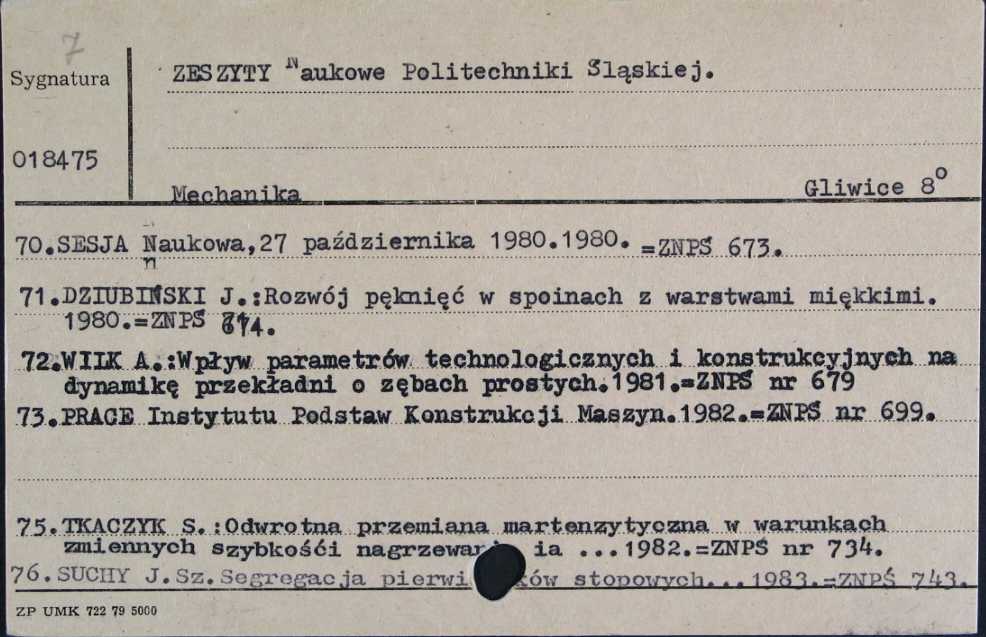 7
Sygnatura
ZESZYTY Naukowe Politechniki Śląskiej.
018475
Mechanika
Gliwice 8°
70.SESJA Naukowa,27 października 1980.1980. =ZNPŚ 673.
n
71.DZIUBIŃSKI J.:Rozwój pęknięć w spoinach z warstwami miękkimi.
1980.=ZNPŚ 674.
72.WILK A.:Wpływ parametrów technologicznych i konstrukcyjnych na
dynamikę przekładni o zębach prostych.1981.=ZNPŚ nr 679
73.PRACE Instytutu Podstaw Konstrukcji Maszyn.1982.=ZNPŚ nr 699.
75.TKACZYK S.:Odwrotna przemiana martenzytyczna w warunkach
zmiennych szybkośći ...1982.=ZNPŚ nr 734.
76.SUCHY J.Sz.Segregacja stopowych...1983.=ZNPŚ 743.
ZP UMK 722 79 5000